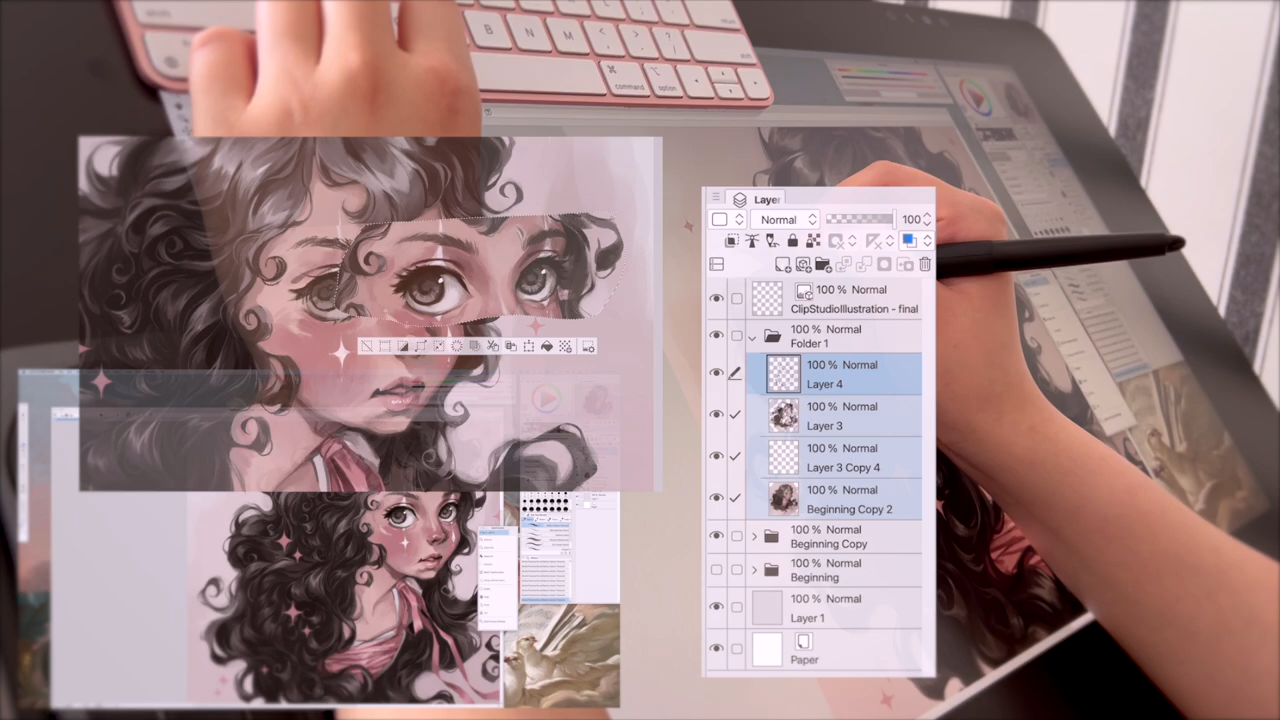 B N M < > ?
, . /
return
shift
command option
⌘ ⌥
Layer
Normal 100
100 % Normal
ClipStudioIllustration - final
100 % Normal
Folder 1
100 % Normal
Layer 4
100 % Normal
Layer 3
100 % Normal
Layer 3 Copy 4
100 % Normal
Beginning Copy 2
100 % Normal
Beginning Copy
100 % Normal
Beginning
100 % Normal
Layer 1
Paper